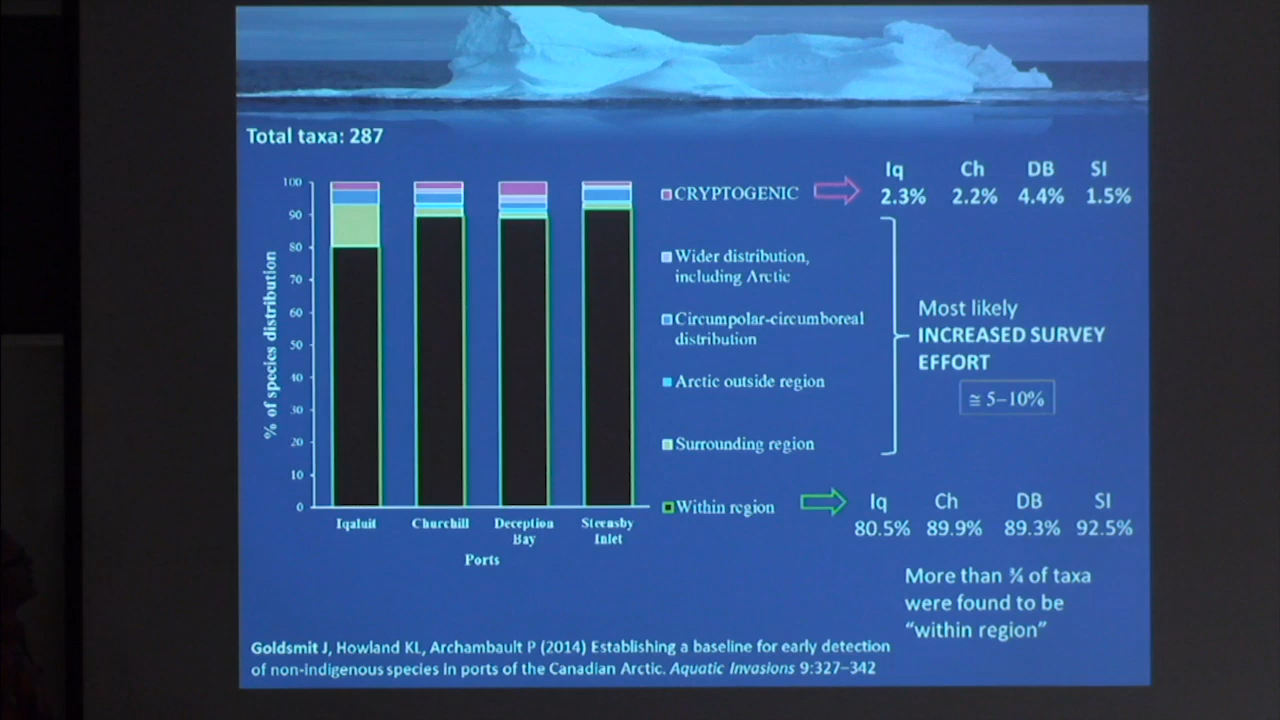 Total taxa: 287
100
90
80
70
60
50
40
30
20
10
0
% of species distribution
Iqaluit
Churchill
Deception
Bay
Steensby
Inlet
Ports
CRYPTOGENIC
Wider distribution,
including Arctic
Circumpolar-circumboreal
distribution
Arctic outside region
Surrounding region
Within region
Iq Ch DB SI
2.3% 2.2% 4.4% 1.5%
Most likely
INCREASED SURVEY
EFFORT
≅ 5–10%
Iq Ch DB SI
80.5% 89.9% 89.3% 92.5%
More than ¾ of taxa
were found to be
“within region”
Goldsmit J, Howland KL, Archambault P (2014) Establishing a baseline for early detection
of non-indigenous species in ports of the Canadian Arctic. Aquatic Invasions 9:327–342